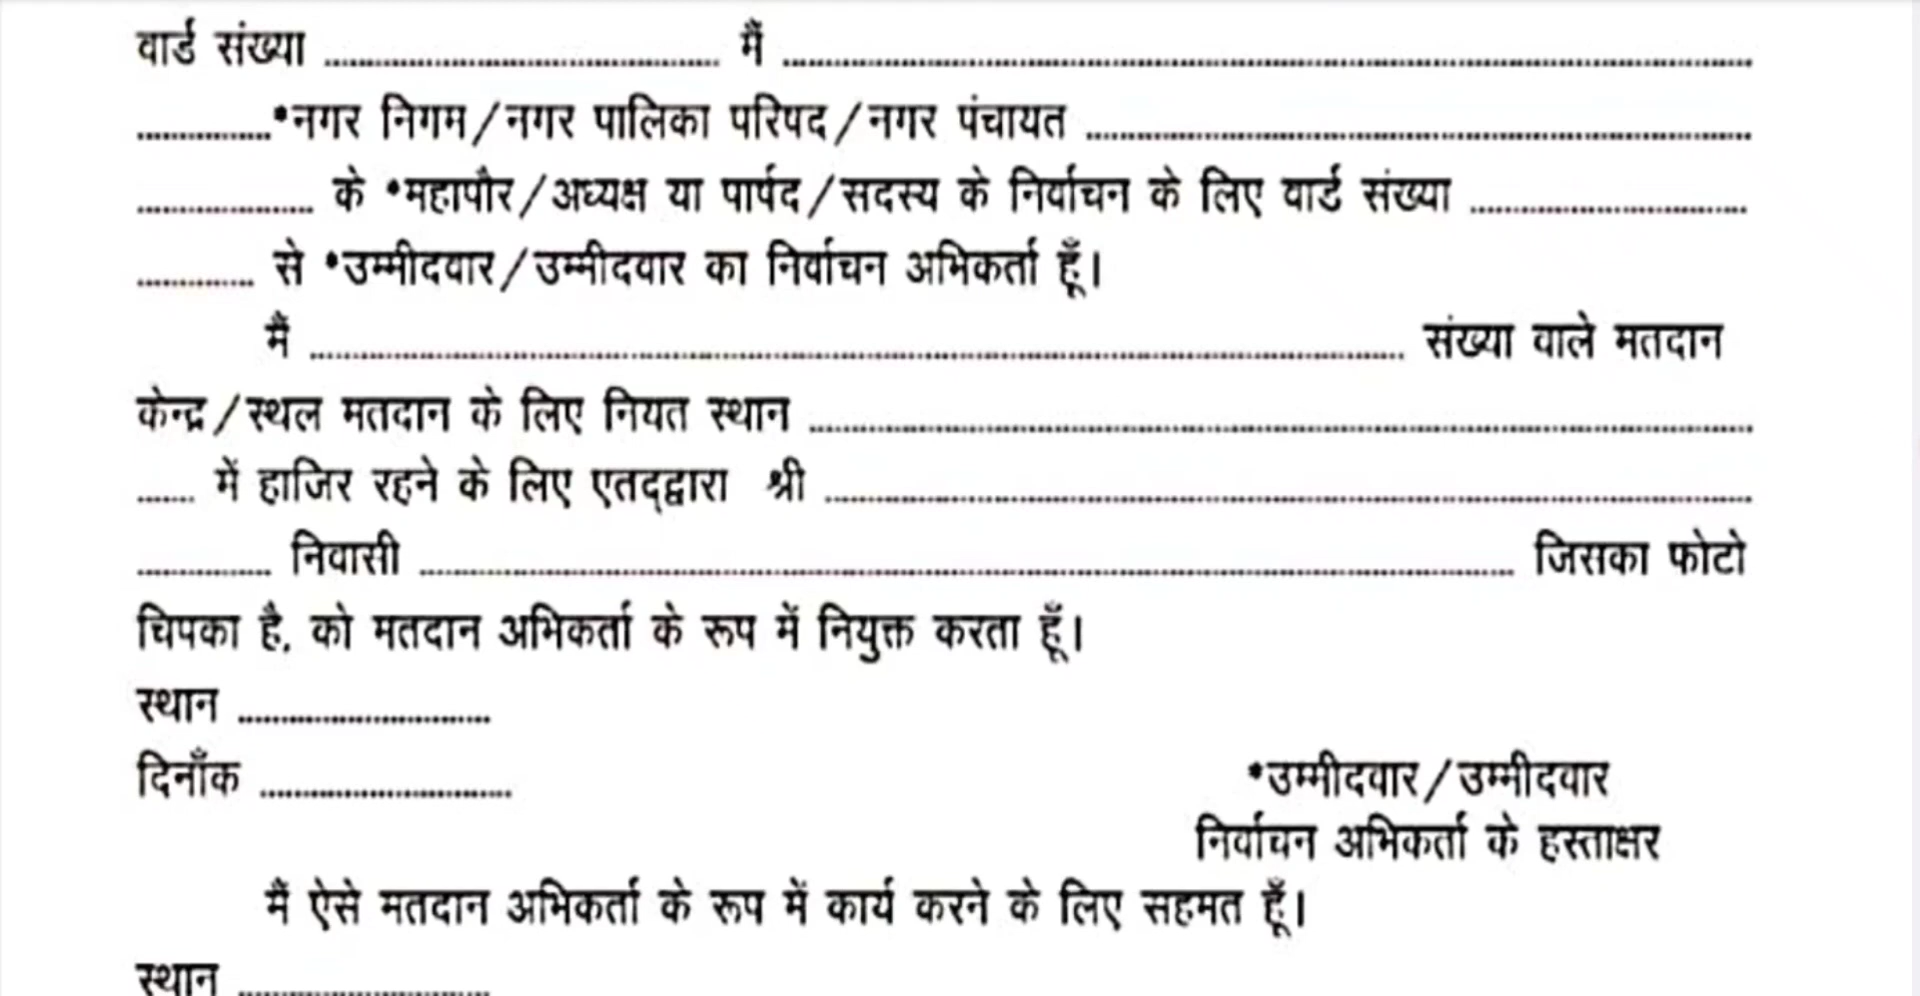 वार्ड संख्या ........................ मैं ........................................................
............*नगर निगम/नगर पालिका परिषद/नगर पंचायत ........................................
................ के *महापौर/अध्यक्ष या पार्षद/सदस्य के निर्वाचन के लिए वार्ड संख्या ................
........... से *उम्मीदवार/उम्मीदवार का निर्वाचन अभिकर्ता हूँ।
मैं ................................................................ संख्या वाले मतदान
केन्द्र/स्थल मतदान के लिए नियत स्थान ........................................................
...... में हाजिर रहने के लिए एतद्द्वारा श्री ........................................................
............ निवासी ................................................................ जिसका फोटो
चिपका है, को मतदान अभिकर्ता के रूप में नियुक्त करता हूँ।
स्थान ........................
दिनाँक ........................
*उम्मीदवार/उम्मीदवार
निर्वाचन अभिकर्ता के हस्ताक्षर
मैं ऐसे मतदान अभिकर्ता के रूप में कार्य करने के लिए सहमत हूँ।
स्थान ........................